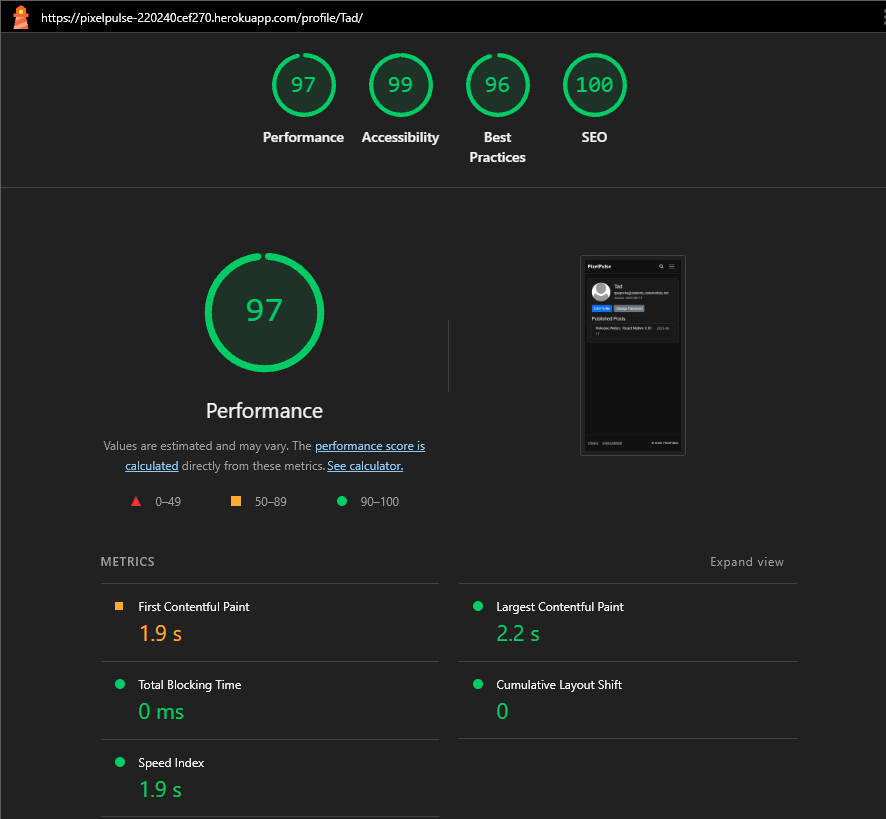 https://pixelpulse-220240cef270.herokuapp.com/profile/Tad/
97
99
96
100
Performance
Accessibility
Best
Practices
SEO
97
PixelPulse
Tad
Edit Profile
Change Password
Published Posts
Performance
Values are estimated and may vary. The performance score is
calculated directly from these metrics. See calculator.
0–49
50–89
90–100
METRICS
Expand view
First Contentful Paint
1.9 s
Largest Contentful Paint
2.2 s
Total Blocking Time
0 ms
Cumulative Layout Shift
0
Speed Index
1.9 s